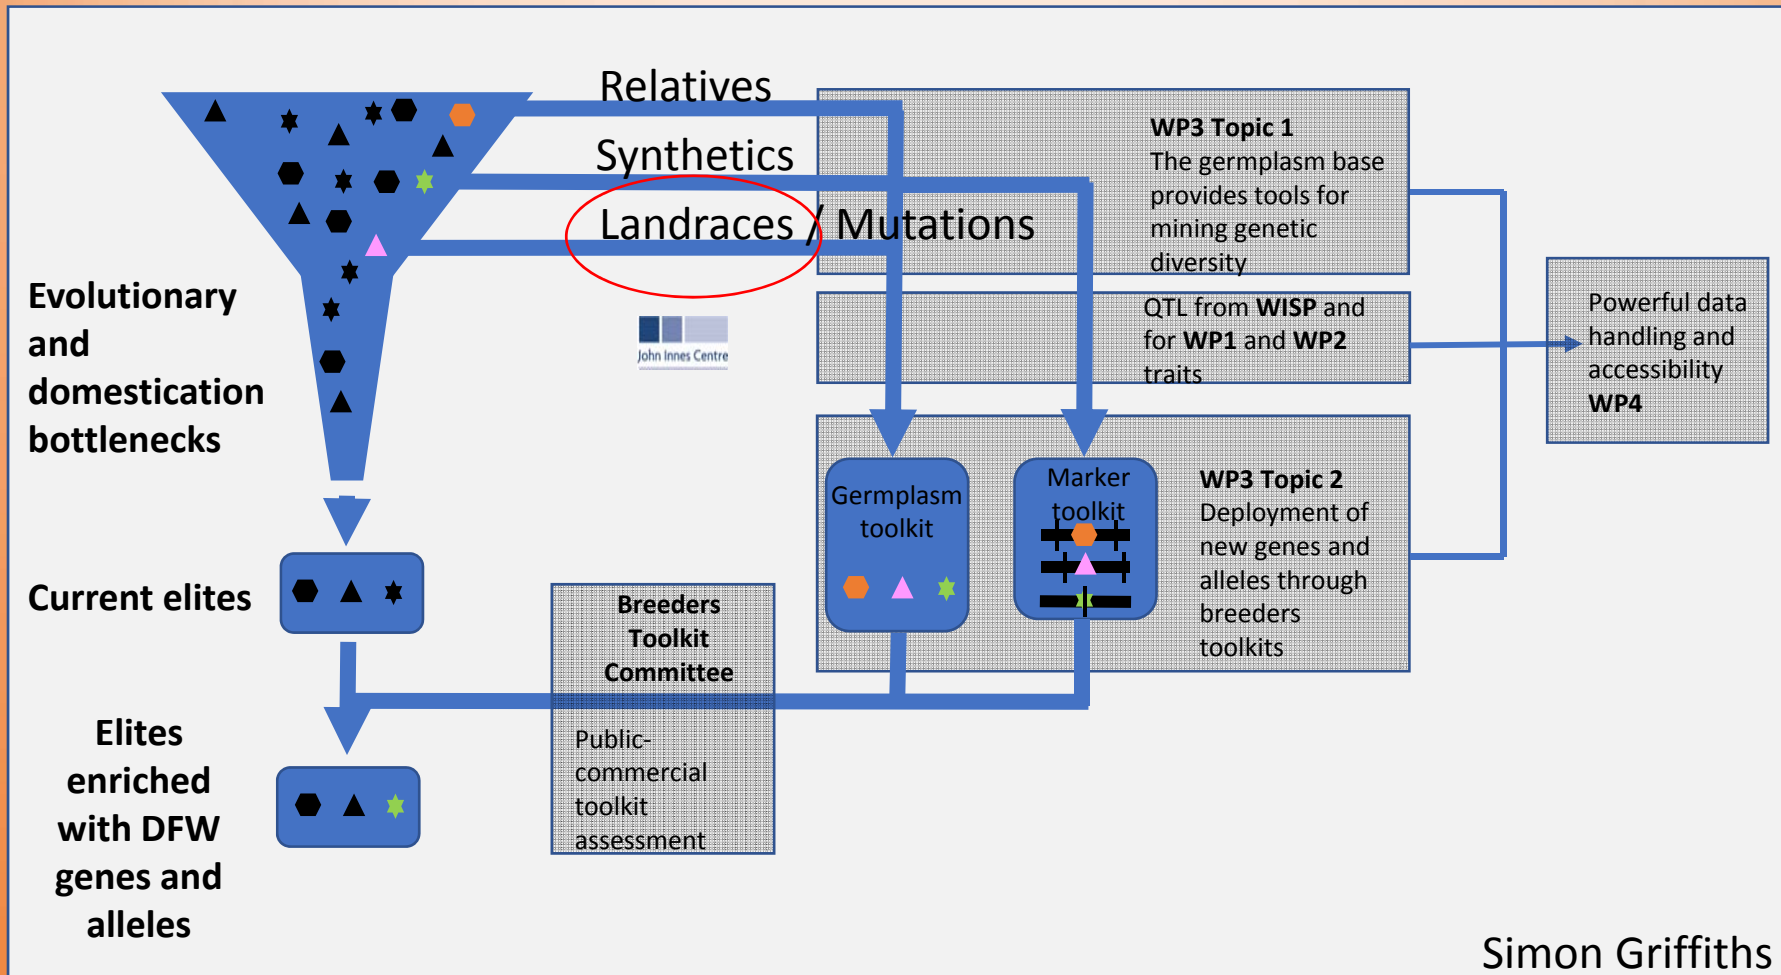 Relatives
Synthetics
Landraces / Mutations
John Innes Centre
Evolutionary
and
domestication
bottlenecks
Current elites
Elites
enriched
with DFW
genes and
alleles
Breeders
Toolkit
Committee
Public-
commercial
toolkit
assessment
WP3 Topic 1
The germplasm base
provides tools for
mining genetic
diversity
QTL from WISP and
for WP1 and WP2
traits
Germplasm
toolkit
Marker
toolkit
WP3 Topic 2
Deployment of
new genes and
alleles through
breeders
toolkits
Powerful data
handling and
accessibility
WP4
Simon Griffiths